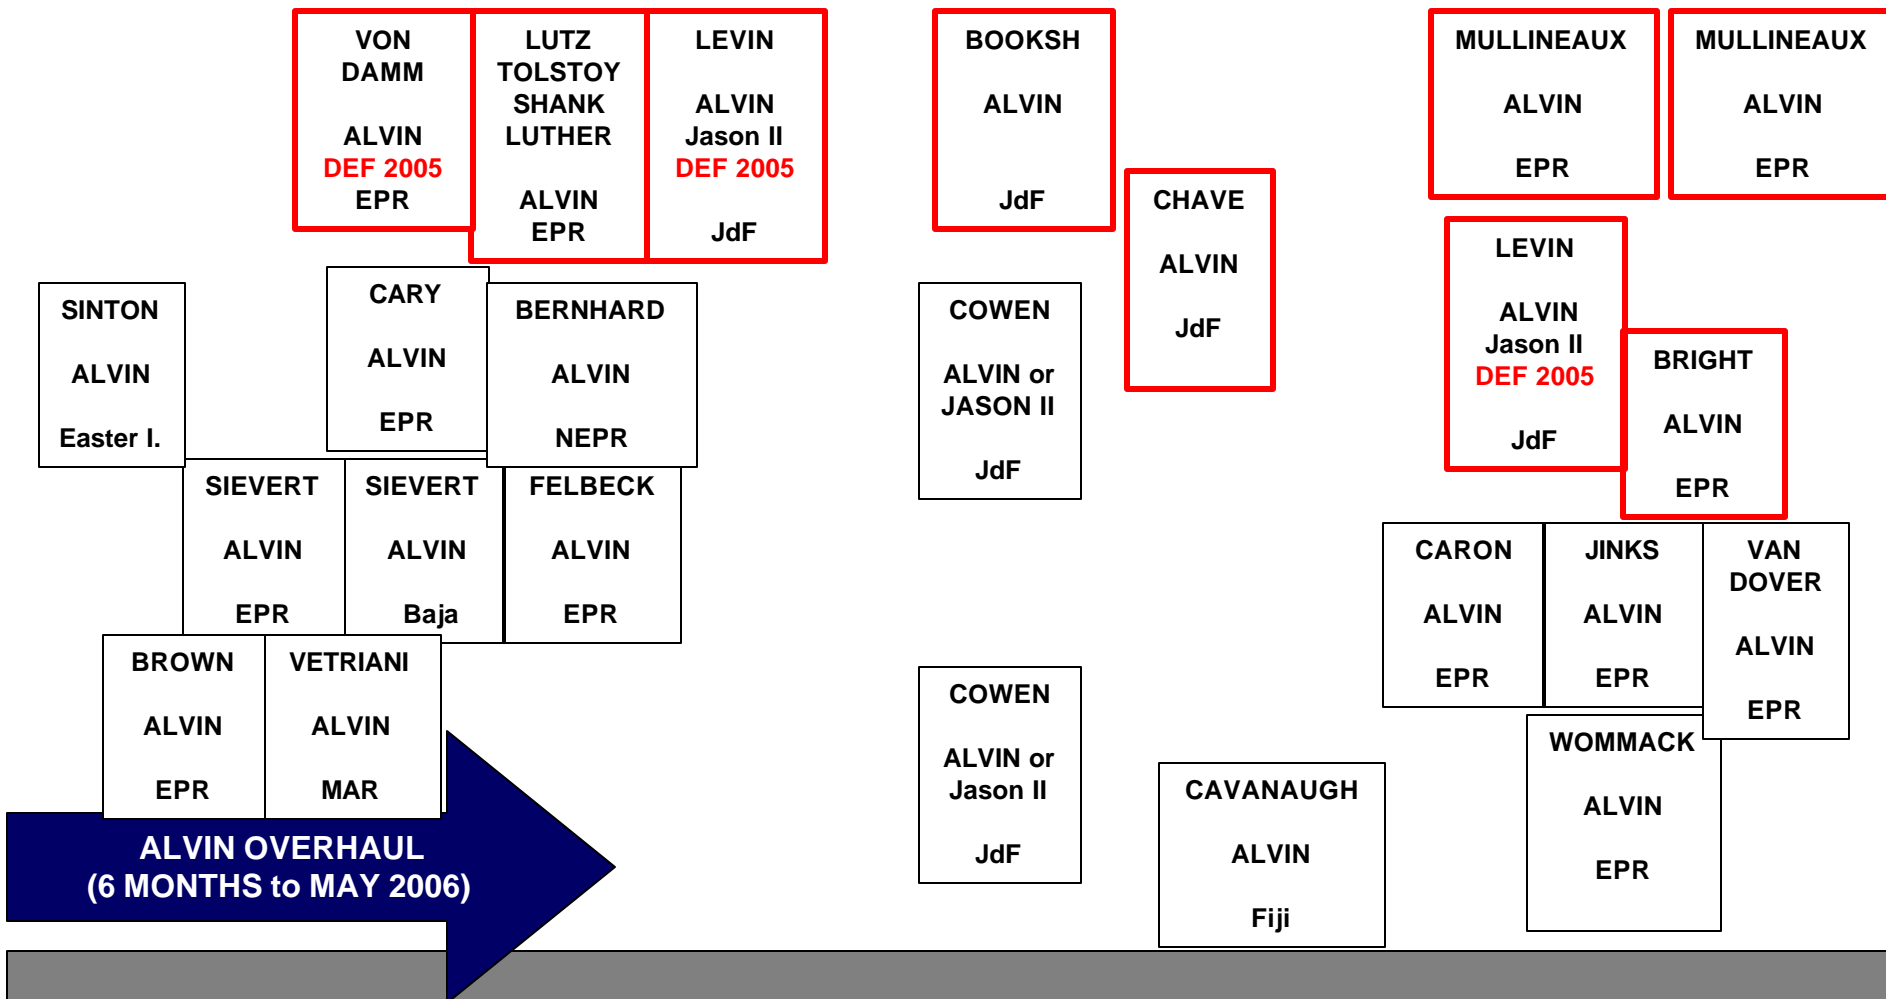 VON
DAMM
ALVIN
DEF 2005
EPR
LUTZ
TOLSTOY
SHANK
LUTHER
ALVIN
EPR
LEVIN
ALVIN
Jason II
DEF 2005
JdF
BOOKSH
ALVIN
JdF
CHAVE
ALVIN
JdF
MULLINEAUX
ALVIN
EPR
MULLINEAUX
ALVIN
EPR
LEVIN
ALVIN
Jason II
DEF 2005
JdF
BRIGHT
ALVIN
EPR
SINTON
ALVIN
Easter I.
CARY
ALVIN
EPR
BERNHARD
ALVIN
NEPR
COWEN
ALVIN or
JASON II
JdF
SIEVERT
ALVIN
EPR
SIEVERT
ALVIN
Baja
FELBECK
ALVIN
EPR
CARON
ALVIN
EPR
JINKS
ALVIN
EPR
VAN
DOVER
ALVIN
EPR
BROWN
ALVIN
EPR
VETRIANI
ALVIN
MAR
COWEN
ALVIN or
Jason II
JdF
CAVANAUGH
ALVIN
Fiji
WOMMACK
ALVIN
EPR
ALVIN OVERHAUL
(6 MONTHS to MAY 2006)